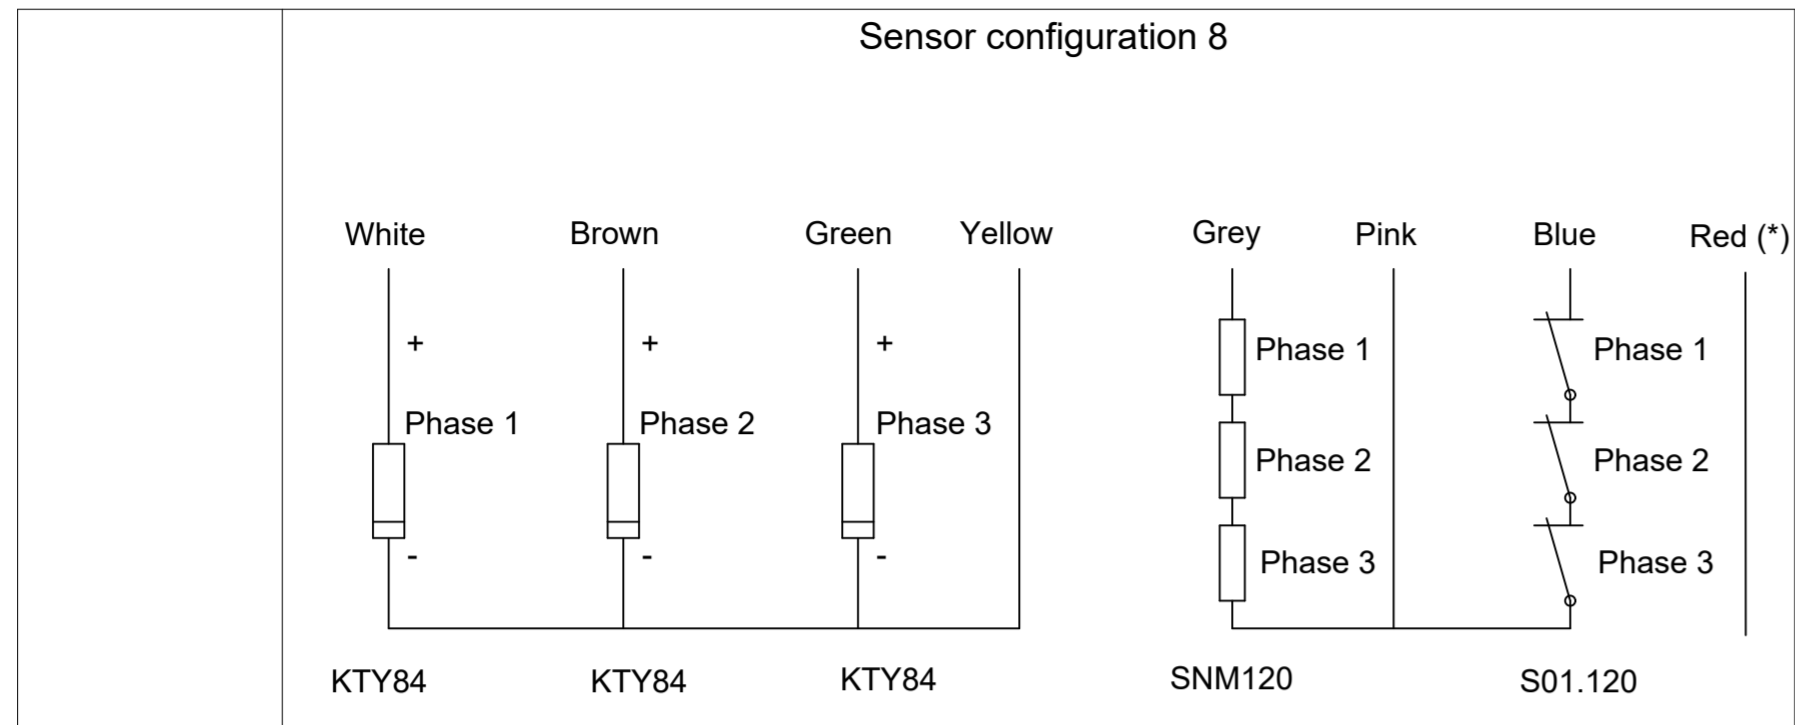 Sensor configuration 8
White Brown Green Yellow Grey Pink Blue Red (*)
+ + +
Phase 1 Phase 1
Phase 1 Phase 2 Phase 3
Phase 2 Phase 2
- - -
Phase 3 Phase 3
KTY84 KTY84 KTY84 SNM120 S01.120